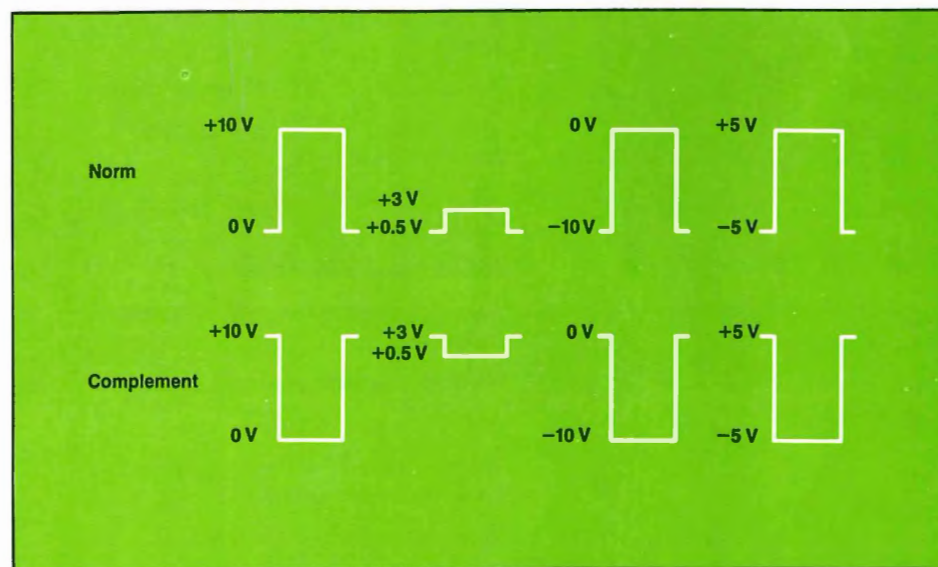 +10 V
0 V
+5 V
Norm
+3 V
0 V
+0.5 V
−10 V
−5 V
+10 V
+3 V
0 V
+5 V
+0.5 V
Complement
0 V
−10 V
−5 V